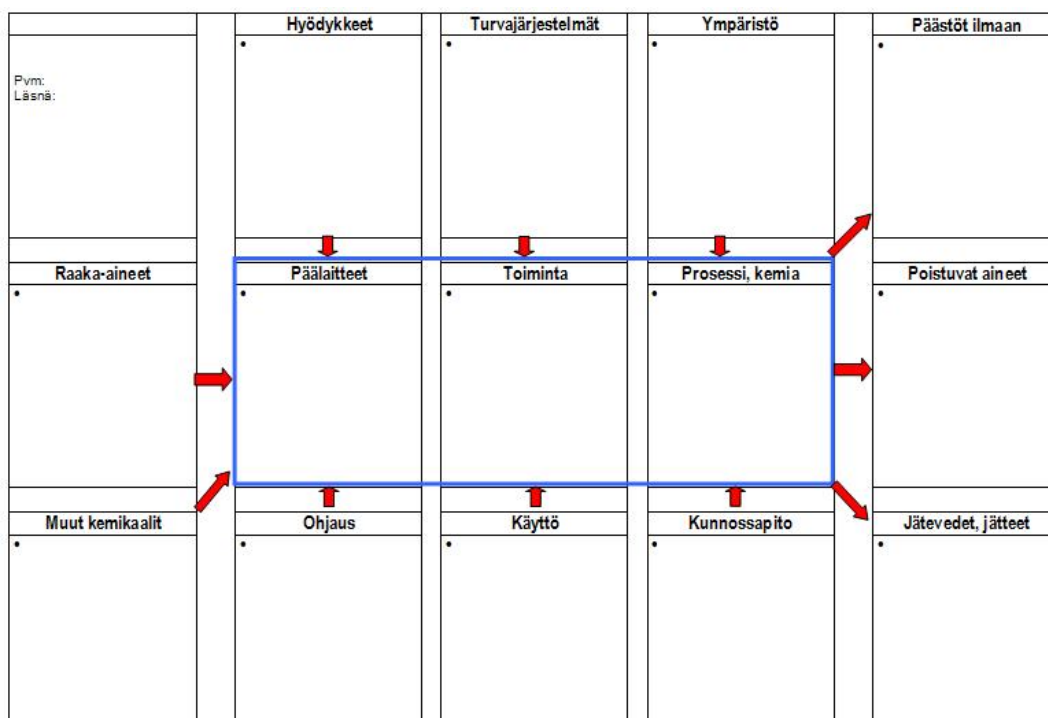 Hyödykkeet
Turvajärjestelmät
Ympäristö
Päästöt ilmaan
•
•
•
•
Pvm:
Läsnä:
Raaka-aineet
Päälaitteet
Toiminta
Prosessi, kemia
Poistuvat aineet
•
•
•
•
•
Muut kemikaalit
Ohjaus
Käyttö
Kunnossapito
Jätevedet, jätteet
•
•
•
•
•